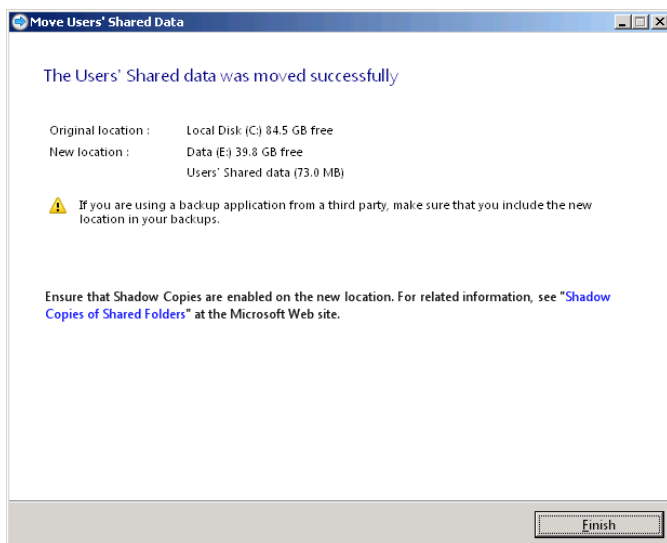 Move Users' Shared Data
The Users' Shared data was moved successfully
Original location : Local Disk (C:) 84.5 GB free
New location : Data (E:) 39.8 GB free
Users' Shared data (73.0 MB)
If you are using a backup application from a third party, make sure that you include the new
location in your backups.
Ensure that Shadow Copies are enabled on the new location. For related information, see "Shadow
Copies of Shared Folders" at the Microsoft Web site.
Finish